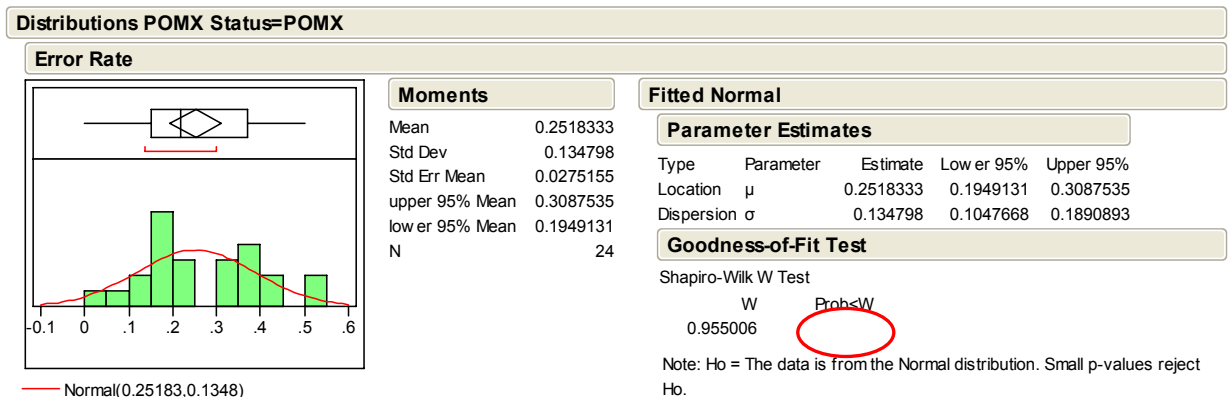 Distributions POMX Status=POMX
Error Rate
-0.1 0 .1 .2 .3 .4 .5 .6
Normal(0.25183,0.1348)
Moments
Mean 0.2518333
Std Dev 0.134798
Std Err Mean 0.0275155
upper 95% Mean 0.3087535
lower 95% Mean 0.1949131
N 24
Fitted Normal
Parameter Estimates
Type Parameter Estimate Lower 95% Upper 95%
Location μ 0.2518333 0.1949131 0.3087535
Dispersion σ 0.134798 0.1047668 0.1890893
Goodness-of-Fit Test
Shapiro-Wilk W Test
W Prob<W
0.955006
Note: Ho = The data is from the Normal distribution. Small p-values reject
Ho.